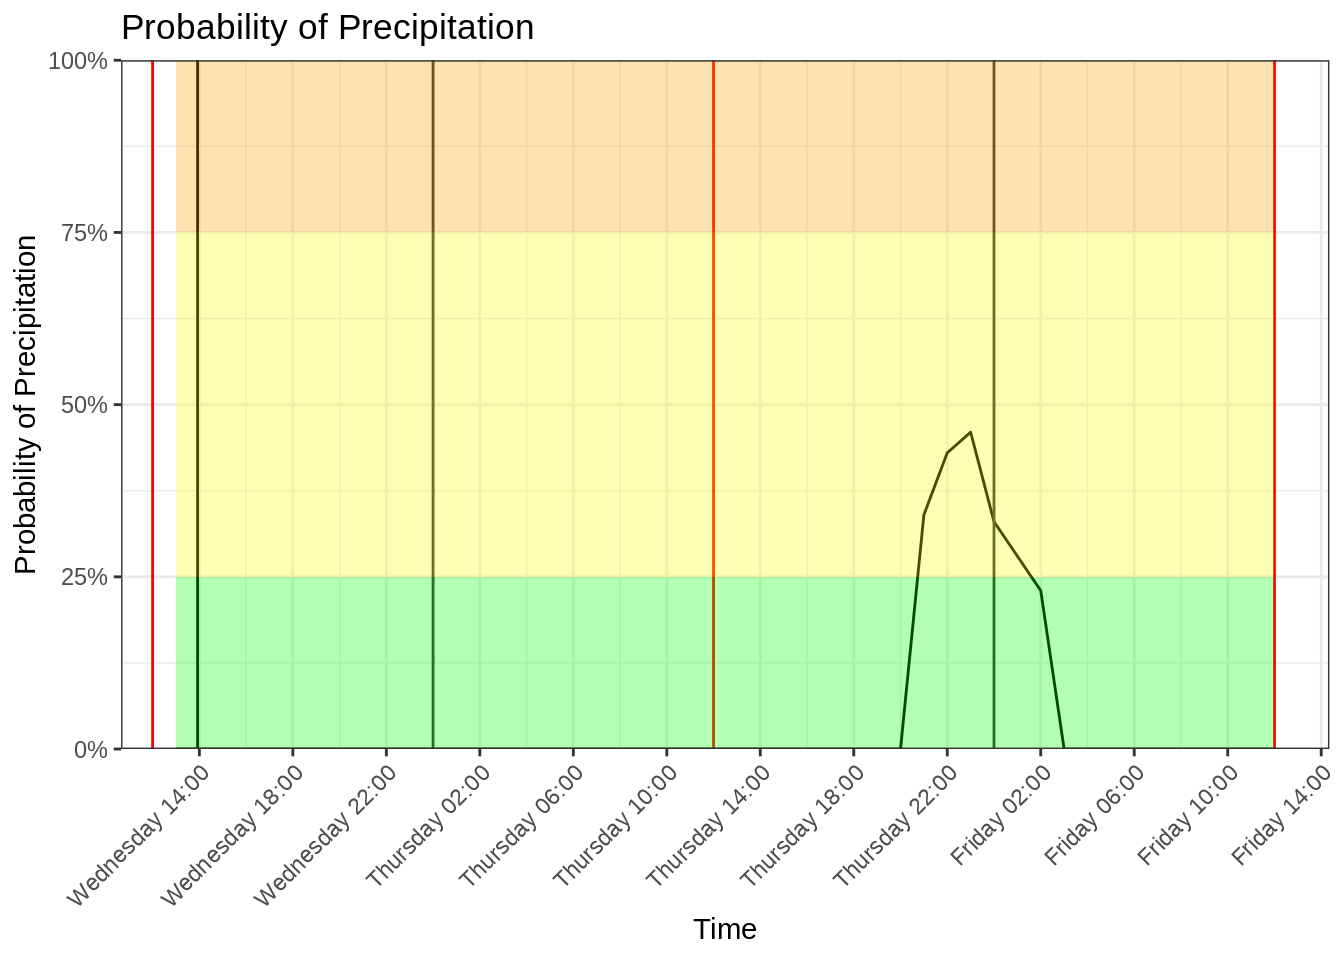 Probability of Precipitation
Probability of Precipitation
100%
75%
50%
25%
0%
Wednesday 14:00
Wednesday 18:00
Wednesday 22:00
Thursday 02:00
Thursday 06:00
Thursday 10:00
Thursday 14:00
Thursday 18:00
Thursday 22:00
Friday 02:00
Friday 06:00
Friday 10:00
Friday 14:00
Time